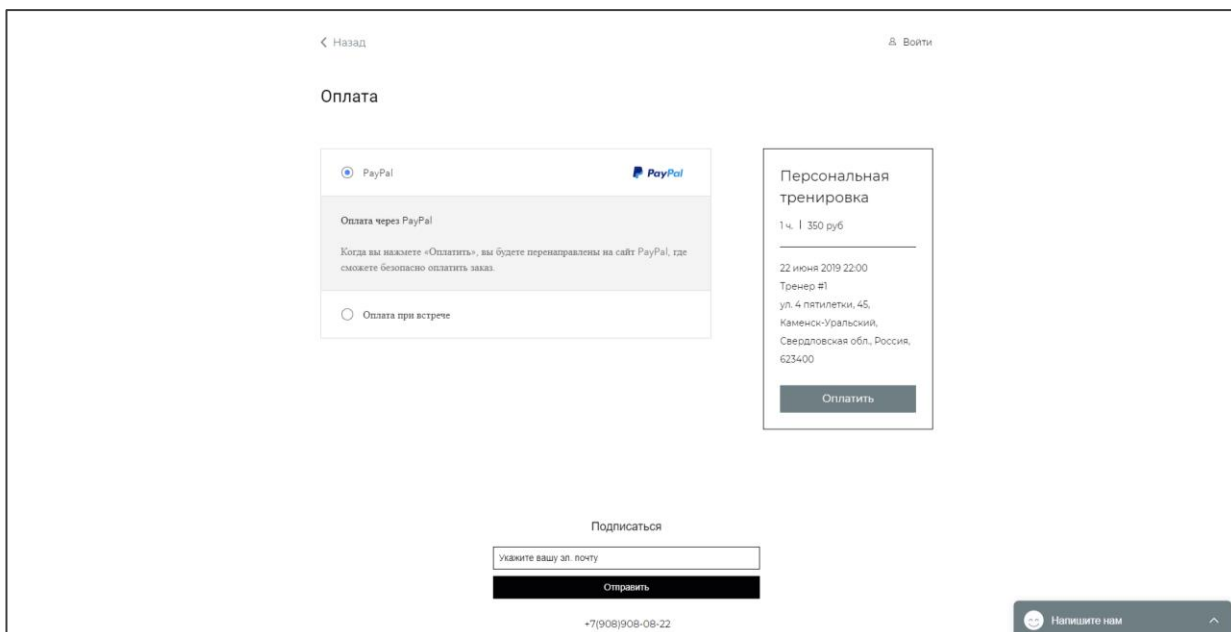 Назад
Войти
Оплата
PayPal
PayPal
Оплата через PayPal
Когда вы нажмете «Оплатить», вы будете перенаправлены на сайт PayPal, где
сможете безопасно оплатить заказ.
Оплата при встрече
Персональная
тренировка
1 ч. | 350 руб
22 июня 2019 22:00
Тренер #1
ул. 4 пятилетки, 45,
Каменск-Уральский,
Свердловская обл., Россия,
623400
Оплатить
Подписаться
Укажите вашу эл. почту
Отправить
+7(908)908-08-22
Напишите нам